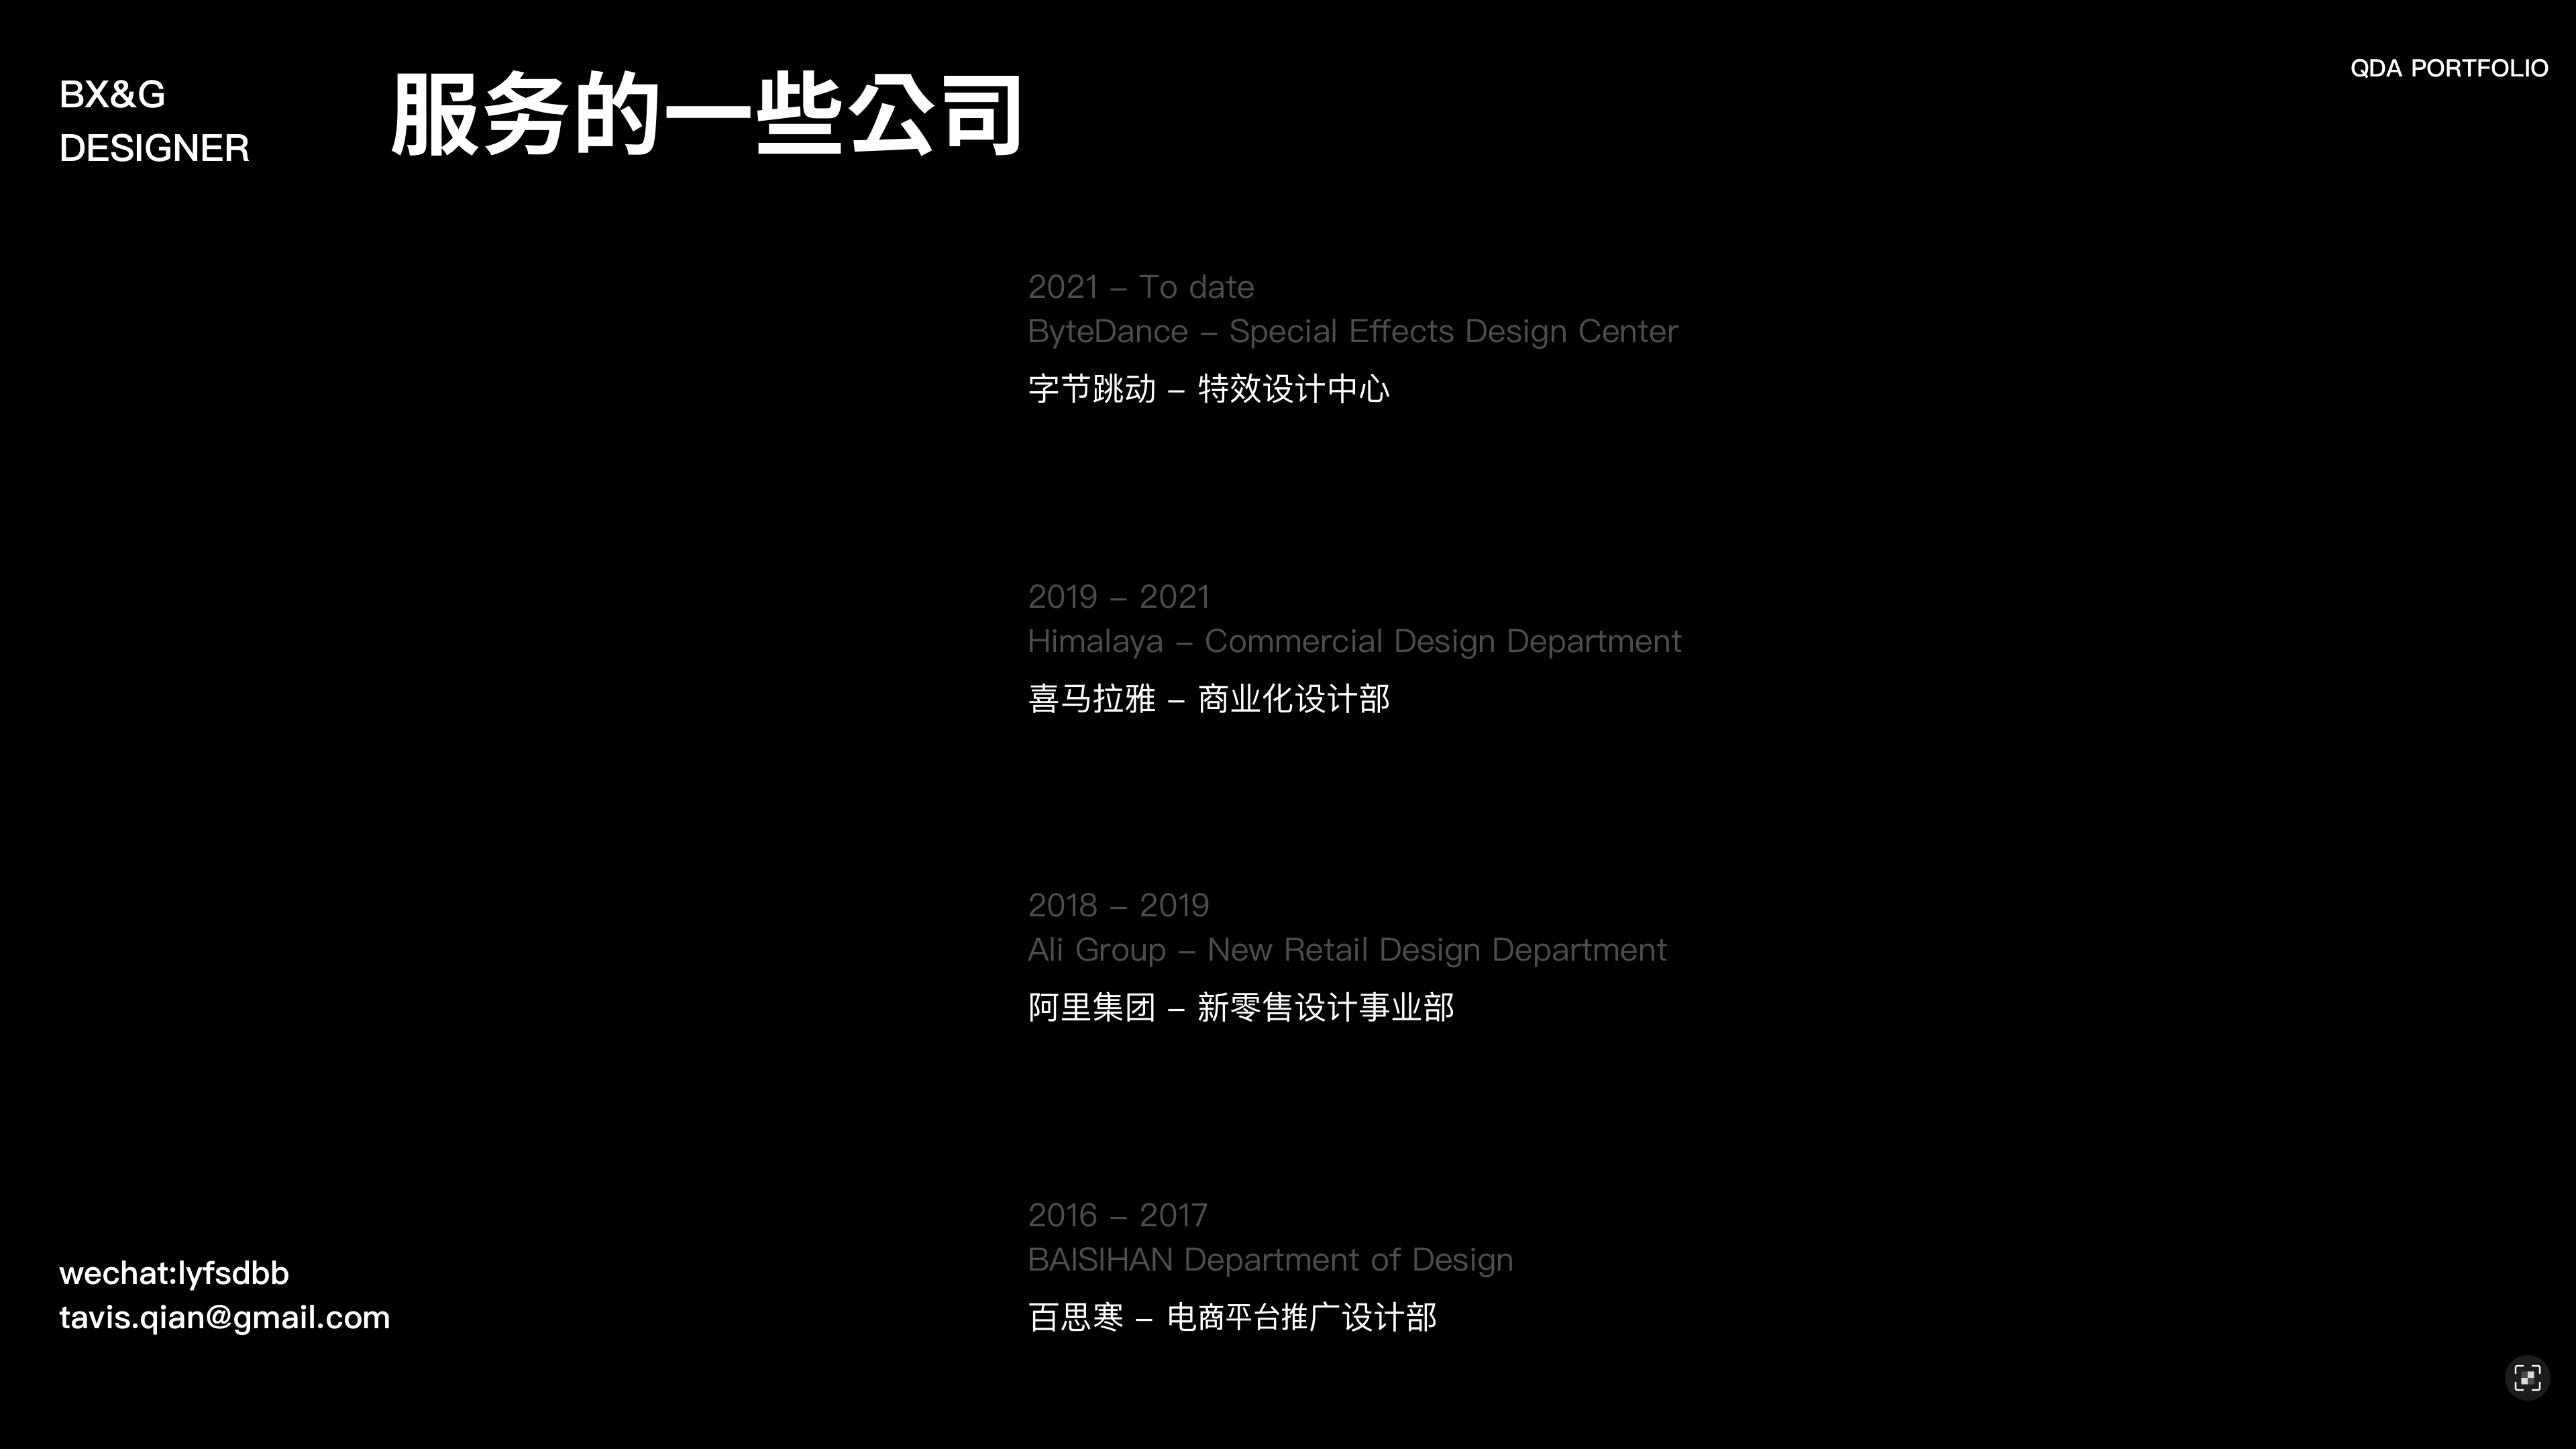 BX&G
DESIGNER
服务的一些公司
QDA PORTFOLIO
2021 – To date
ByteDance – Special Effects Design Center
字节跳动 – 特效设计中心
2019 – 2021
Himalaya – Commercial Design Department
喜马拉雅 – 商业化设计部
2018 – 2019
Ali Group – New Retail Design Department
阿里集团 – 新零售设计事业部
2016 – 2017
BAISIHAN Department of Design
百思寒 – 电商平台推广设计部
wechat:lyfsdbb
tavis.qian@gmail.com